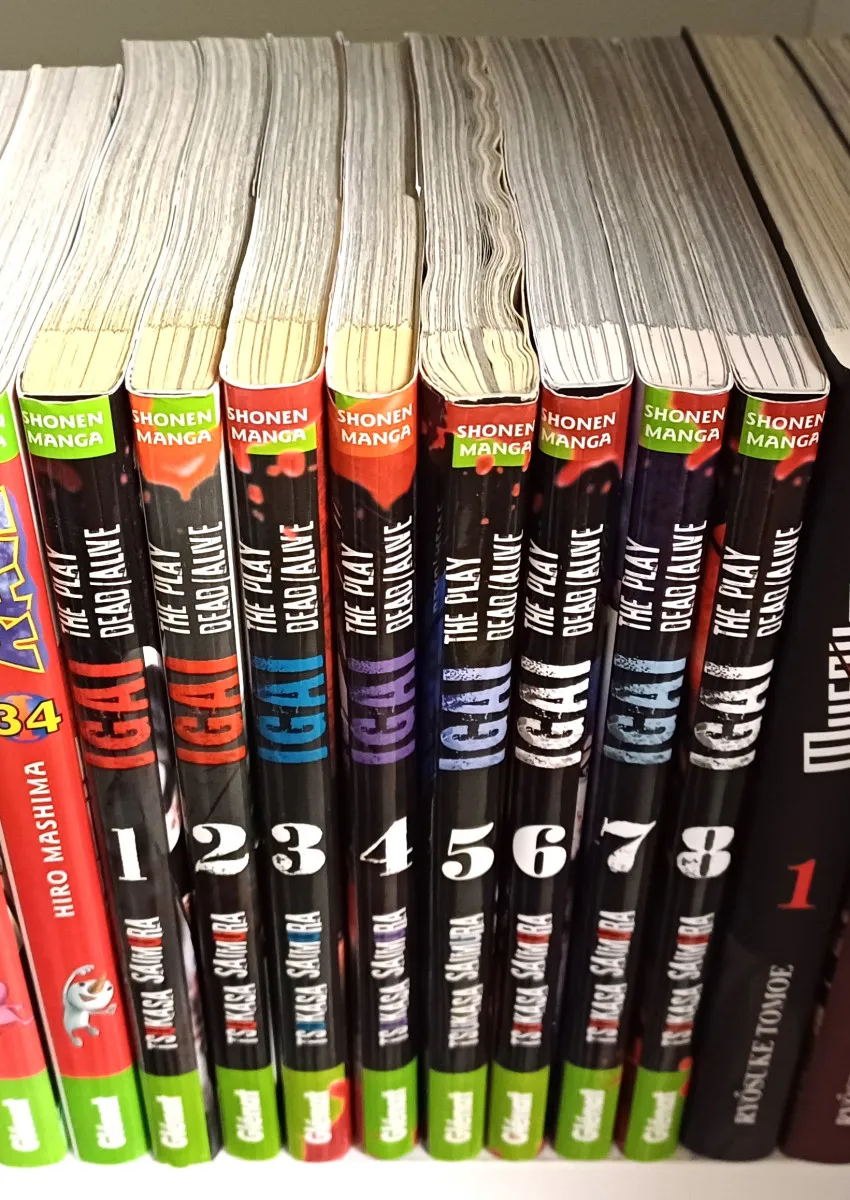 34
HIRO MASHIMA
Glénat
Glénat
SHONEN
MANGA
THE PLAY
DEAD/ALIVE
IGAI
1
TSUKASA SAIMURA
Glénat
SHONEN
MANGA
THE PLAY
DEAD/ALIVE
IGAI
2
TSUKASA SAIMURA
Glénat
SHONEN
MANGA
THE PLAY
DEAD/ALIVE
IGAI
3
TSUKASA SAIMURA
Glénat
SHONEN
MANGA
THE PLAY
DEAD/ALIVE
IGAI
4
TSUKASA SAIMURA
Glénat
SHONEN
MANGA
THE PLAY
DEAD/ALIVE
IGAI
5
TSUKASA SAIMURA
Glénat
SHONEN
MANGA
THE PLAY
DEAD/ALIVE
IGAI
6
TSUKASA SAIMURA
Glénat
SHONEN
MANGA
THE PLAY
DEAD/ALIVE
IGAI
7
TSUKASA SAIMURA
Glénat
SHONEN
MANGA
THE PLAY
DEAD/ALIVE
IGAI
8
TSUKASA SAIMURA
Glénat
1
RYÔSUKE TOMOE